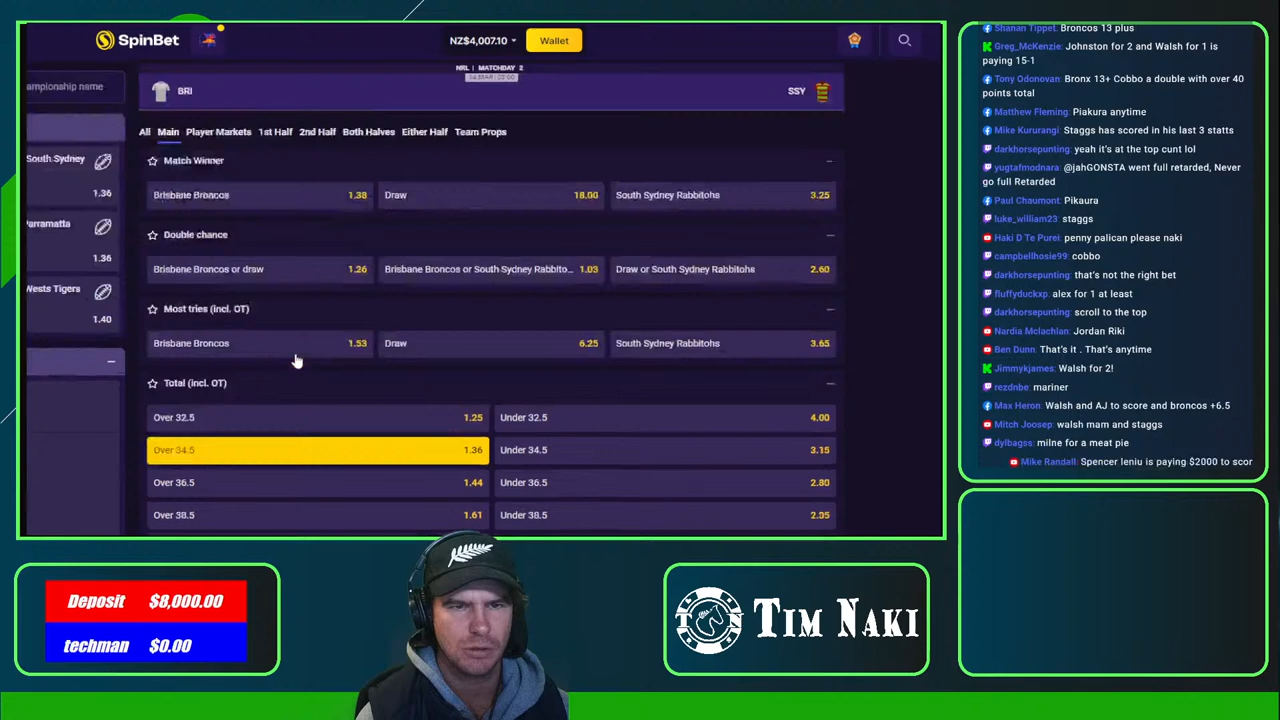 SpinBet
NZ$4,007.10
Wallet
ampionship name
NRL | MATCHDAY 2
BRI
SSY
All Main Player Markets 1st Half 2nd Half Both Halves Either Half Team Props
South Sydney
1.36
Parramatta
1.36
Wests Tigers
1.40
Match Winner
Brisbane Broncos 1.38 Draw 18.00 South Sydney Rabbitohs 3.25
Double chance
Brisbane Broncos or draw 1.26 Brisbane Broncos or South Sydney Rabbito... 1.03 Draw or South Sydney Rabbitohs 2.60
Most tries (incl. OT)
Brisbane Broncos 1.53 Draw 6.25 South Sydney Rabbitohs 3.65
Total (incl. OT)
Over 32.5 1.25 Under 32.5 4.00
Over 34.5 1.36 Under 34.5 3.15
Over 36.5 1.44 Under 36.5 2.80
Over 38.5 1.61 Under 38.5
Shanan Tippet: Broncos 13 plus
Greg_McKenzie: Johnston for 2 and Walsh for 1 is
paying 15-1
Tony Odonovan: Bronx 13+ Cobbo a double with over 40
points total
Matthew Fleming: Piakura anytime
Mike Kururangi: Staggs has scored in his last 3 statts
darkhorsepunting: yeah it's at the top cunt lol
yugtafmodnara: @jahGONSTA went full retarded, Never
go full Retarded
Paul Chaumont: Pikaura
luke_william23: staggs
Haki D Te Purei: penny palican please naki
campbellhosie99: cobbo
darkhorsepunting: that's not the right bet
fluffyduckxp: alex for 1 at least
darkhorsepunting: scroll to the top
Nardia Mclachlan: Jordan Riki
Ben Dunn: That's it . That's anytime
Jimmykjames: Walsh for 2!
rezdnbe: mariner
Max Heron: Walsh and AJ to score and broncos +6.5
Mitch Joosep: walsh mam and staggs
dylbagss: milne for a meat pie
Mike Randall: Spencer leniu is paying $2000 to scor
Deposit $8,000.00
techman $0.00
TIM NAKI